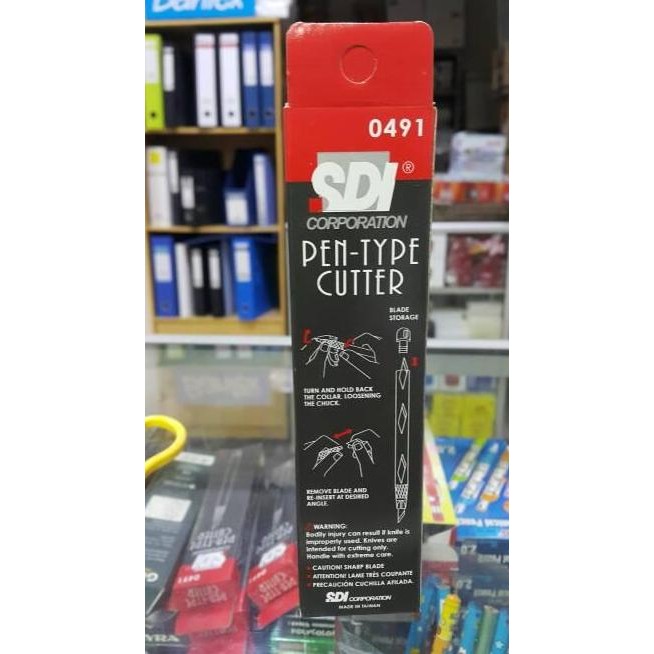 Dantex
0491
SDI®
CORPORATION
PEN-TYPE
CUTTER
BLADE
STORAGE
TURN AND HOLD BACK
THE COLLAR, LOOSENING
THE CHUCK.
REMOVE BLADE AND
RE-INSERT AT DESIRED
ANGLE.
⚠WARNING:
Bodily injury can result if knife is
improperly used. Knives are
intended for cutting only.
Handle with extreme care.
• CAUTION! SHARP BLADE
• ATTENTION! LAME TRÈS COUPANTE
• PRECAUCIÓN CUCHILLA AFILADA.
SDI CORPORATION
MADE IN TAIWAN
0491
0491